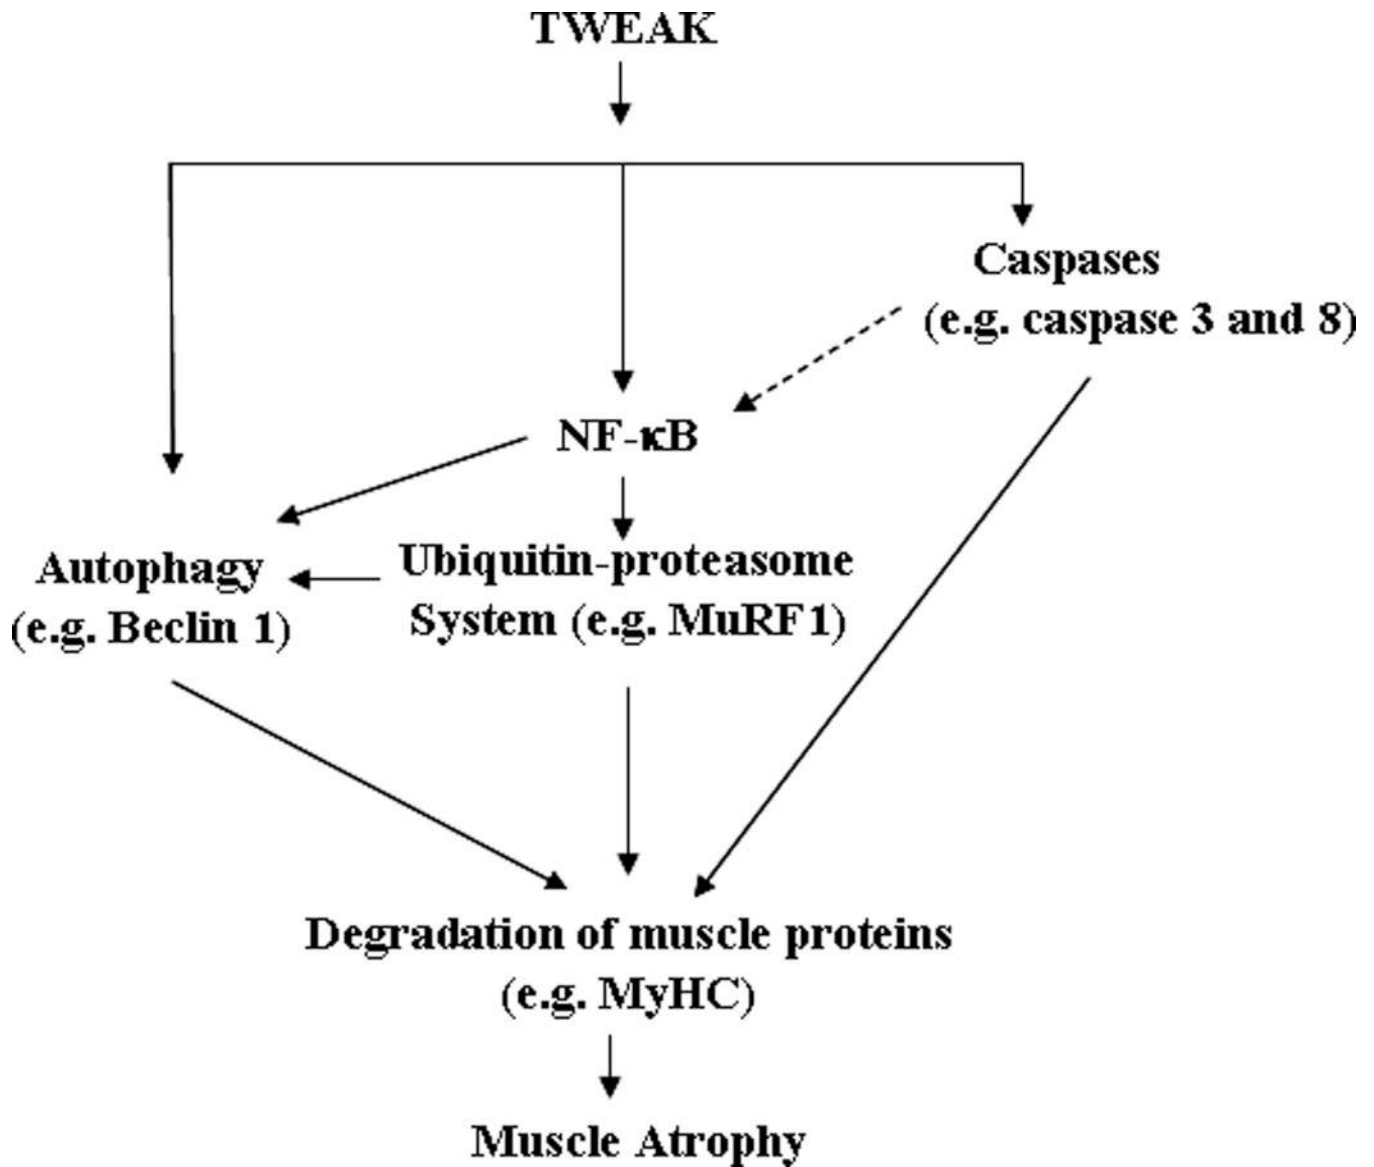 TWEAK
Caspases
(e.g. caspase 3 and 8)
NF-κB
Autophagy
(e.g. Beclin 1)
Ubiquitin-proteasome
System (e.g. MuRF1)
Degradation of muscle proteins
(e.g. MyHC)
Muscle Atrophy